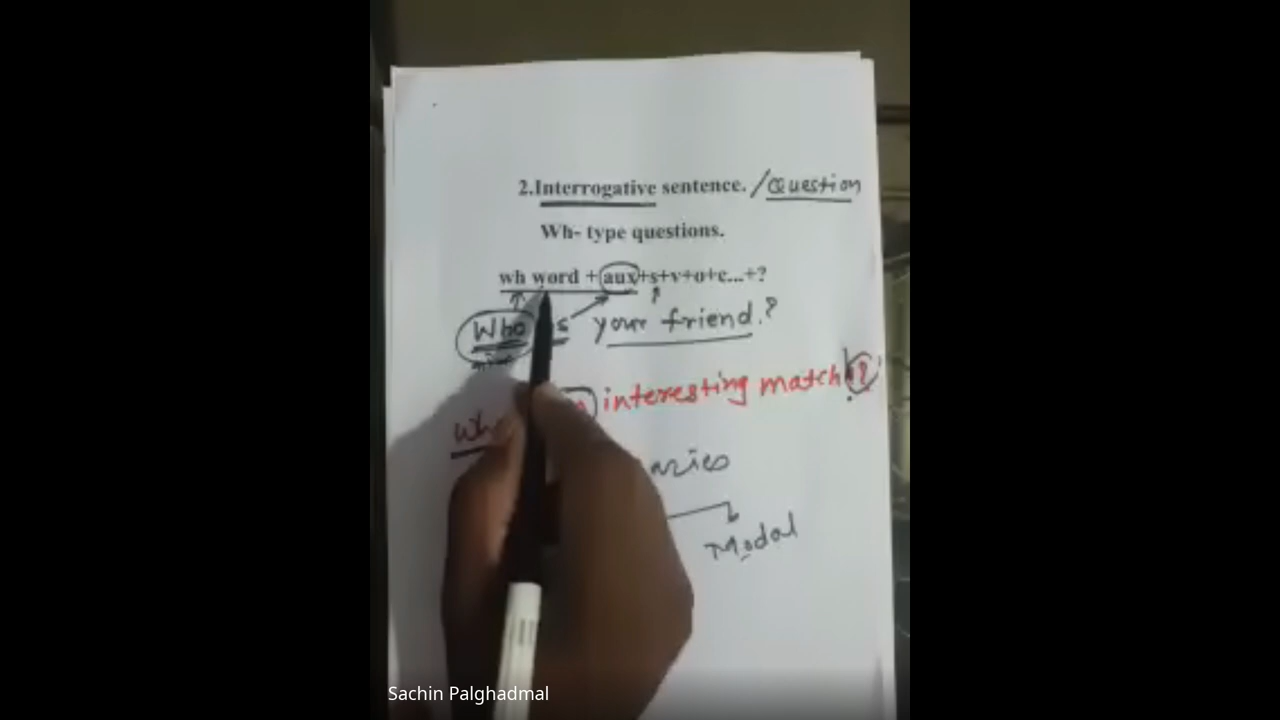 2.Interrogative sentence. /Question
Wh- type questions.
wh word +aux+s+v+o+c...+?
Who is your friend.?
interesting match?
Modal
Sachin Palghadmal